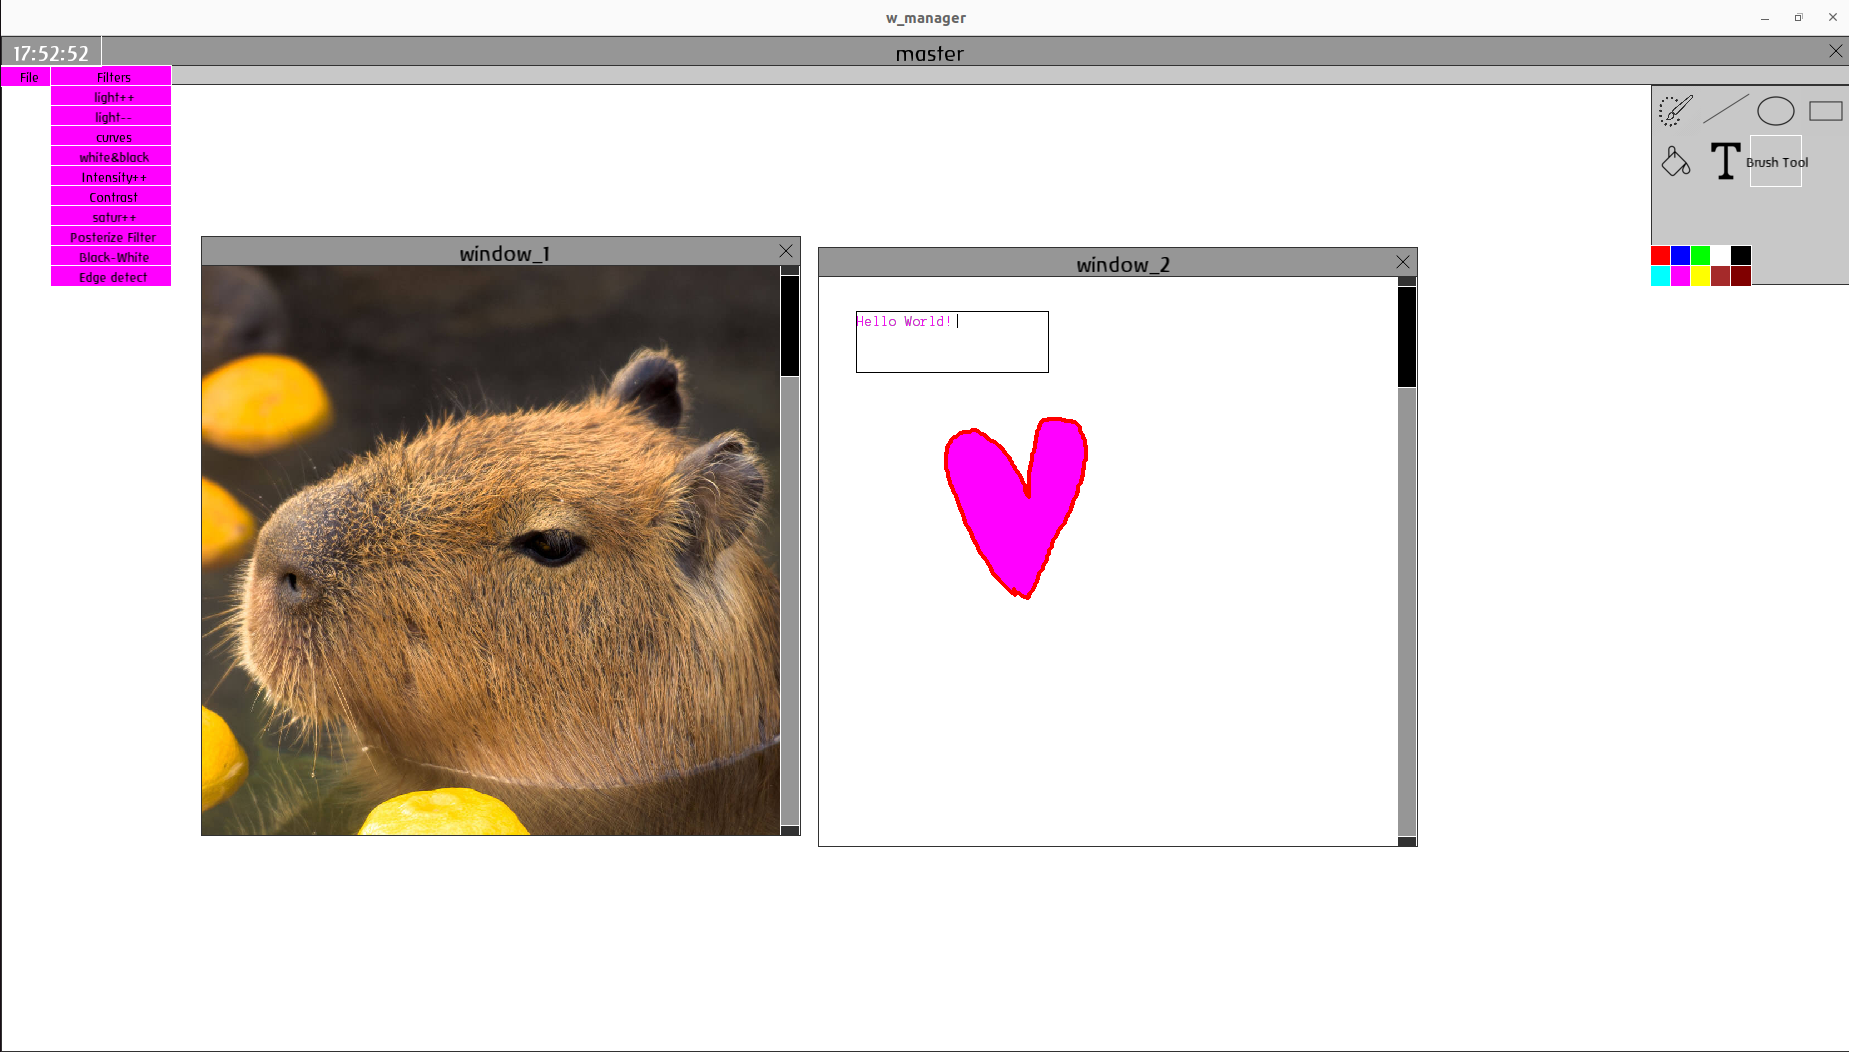 w_manager
17:52:52
master
File
Filters
light++
light--
curves
white&black
Intensity++
Contrast
satur++
Posterize Filter
Black-White
Edge detect
T
Brush Tool
window_1
window_2
Hello World!